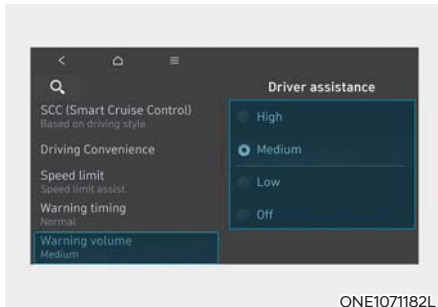 Driver assistance
SCC (Smart Cruise Control)
Based on driving style
Driving Convenience
Speed limit
Speed limit assist
Warning timing
Normal
Warning volume
Medium
High
Medium
Low
Off
ONE1071182L